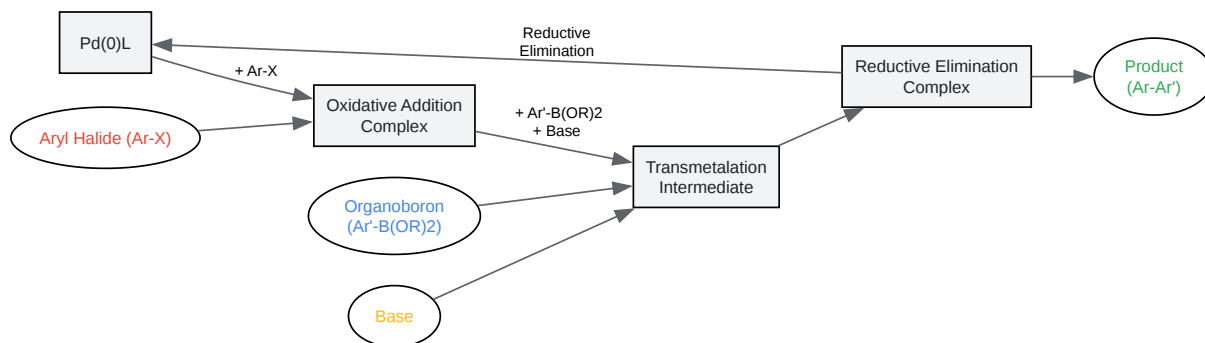 Pd(0)L
Reductive
Elimination
+ Ar-X
Reductive Elimination
Complex
Product
(Ar-Ar')
Oxidative Addition
Complex
+ Ar'-B(OR)2
+ Base
Aryl Halide (Ar-X)
Transmetalation
Intermediate
Organoboron
(Ar'-B(OR)2)
Base